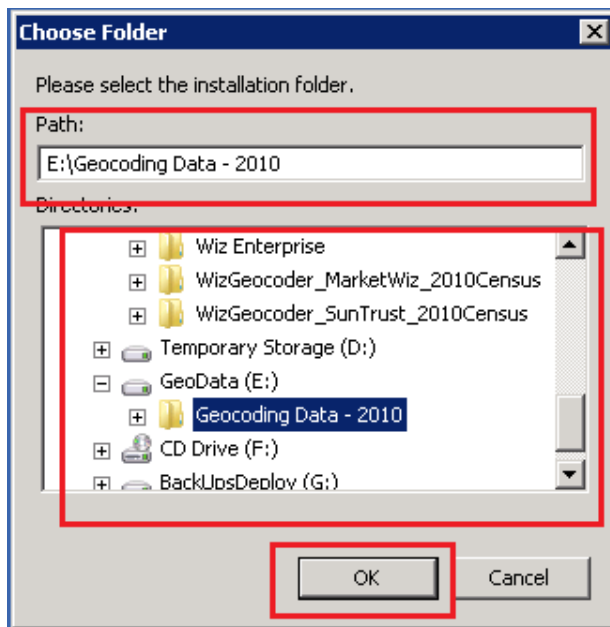 Choose Folder
Please select the installation folder.
Path:
E:\Geocoding Data - 2010
Directories:
Wiz Enterprise
WizGeocoder_MarketWiz_2010Census
WizGeocoder_SunTrust_2010Census
Temporary Storage (D:)
GeoData (E:)
Geocoding Data - 2010
CD Drive (F:)
BackUpsDeploy (G:)
OK
Cancel